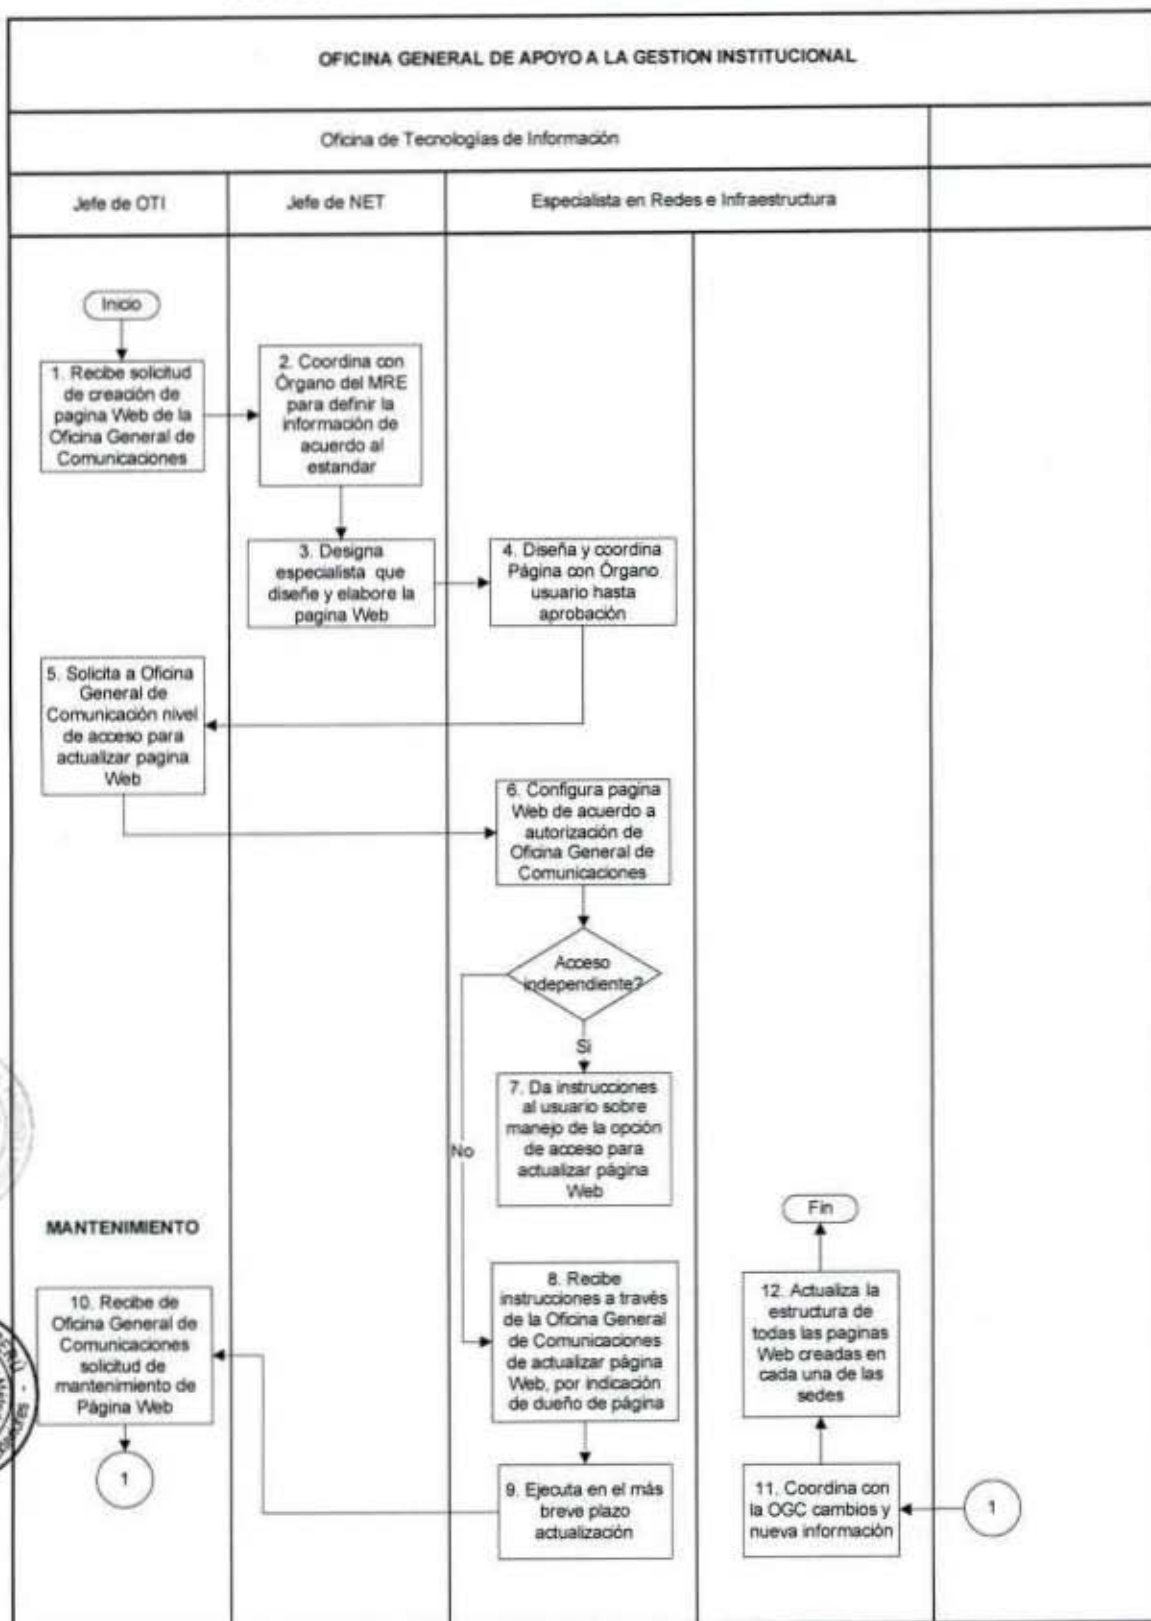 OFICINA GENERAL DE APOYO A LA GESTION INSTITUCIONAL
Oficina de Tecnologías de Información
Jefe de OTI
Jefe de NET
Especialista en Redes e Infraestructura
Inicio
1. Recibe solicitud
de creación de
pagina Web de la
Oficina General de
Comunicaciones
2. Coordina con
Órgano del MRE
para definir la
información de
acuerdo al
estandar
3. Designa
especialista que
diseñe y elabore la
pagina Web
4. Diseña y coordina
Página con Órgano
usuario hasta
aprobación
5. Solicita a Oficina
General de
Comunicación nivel
de acceso para
actualizar pagina
Web
6. Configura pagina
Web de acuerdo a
autorización de
Oficina General de
Comunicaciones
Acceso
independiente?
Si
7. Da instrucciones
al usuario sobre
manejo de la opción
de acceso para
actualizar página
Web
No
8. Recibe
instrucciones a través
de la Oficina General
de Comunicaciones
de actualizar página
Web, por indicación
de dueño de página
9. Ejecuta en el más
breve plazo
actualización
MANTENIMIENTO
10. Recibe de
Oficina General de
Comunicaciones
solicitud de
mantenimiento de
Página Web
1
1
11. Coordina con
la OGC cambios y
nueva información
12. Actualiza la
estructura de
todas las paginas
Web creadas en
cada una de las
sedes
Fin